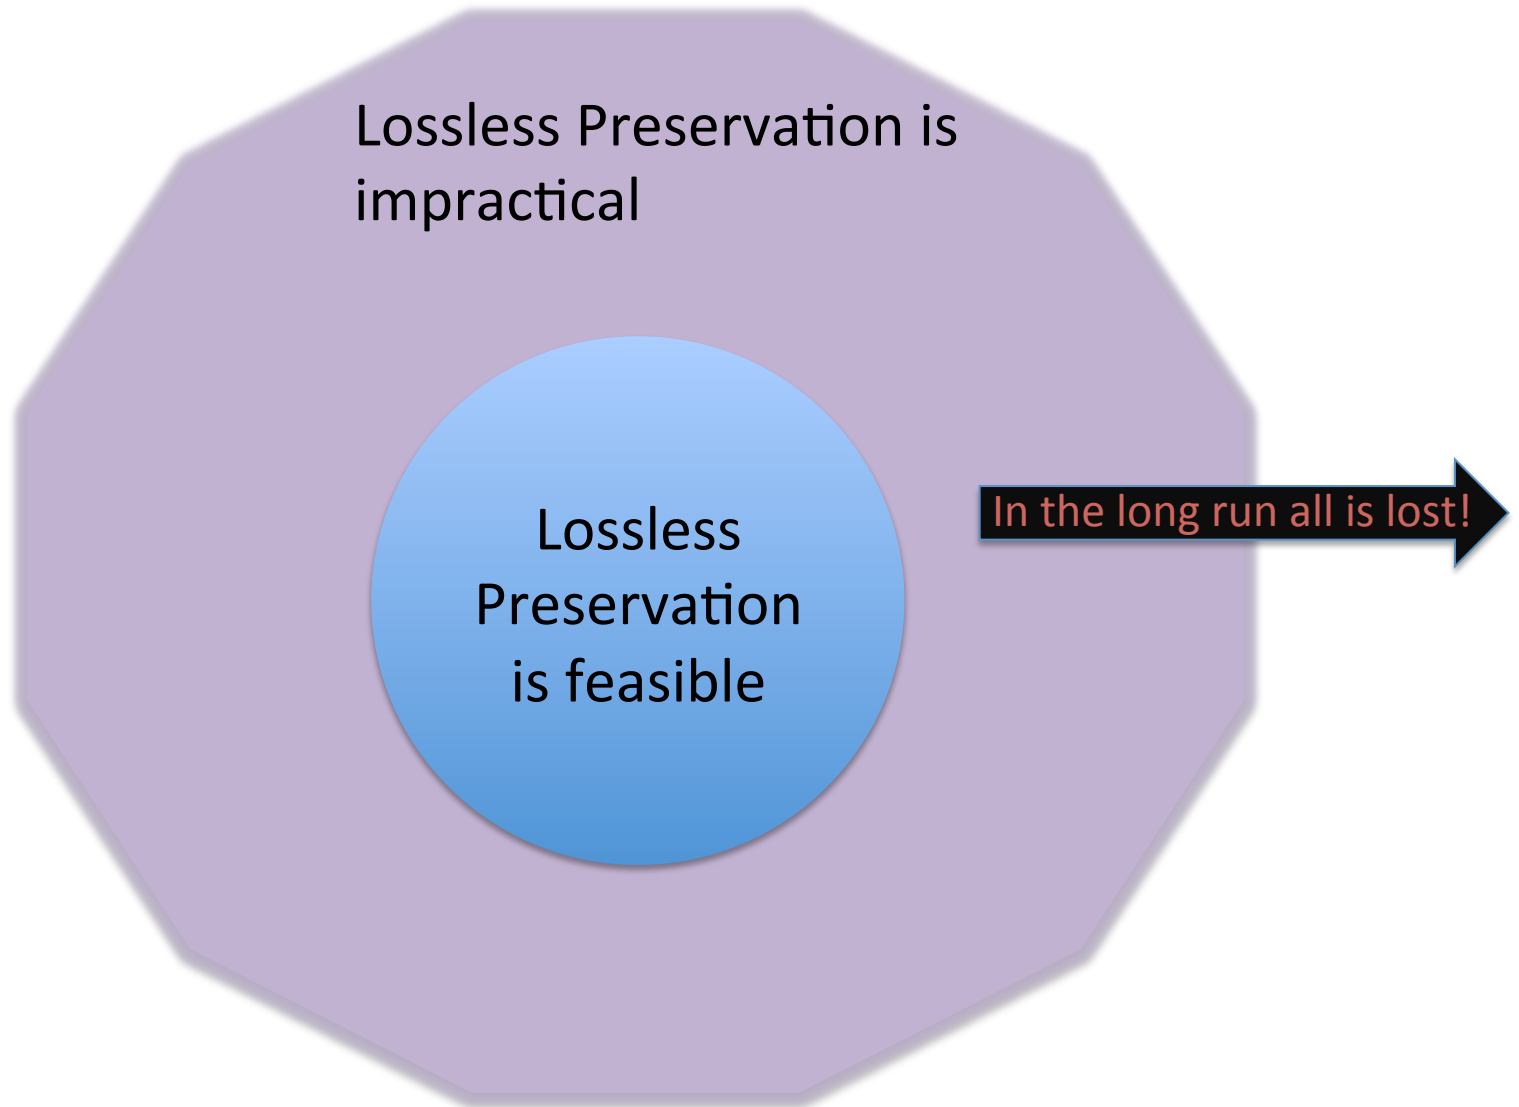 Lossless Preservation is
impractical
Lossless
Preservation
is feasible
In the long run all is lost!